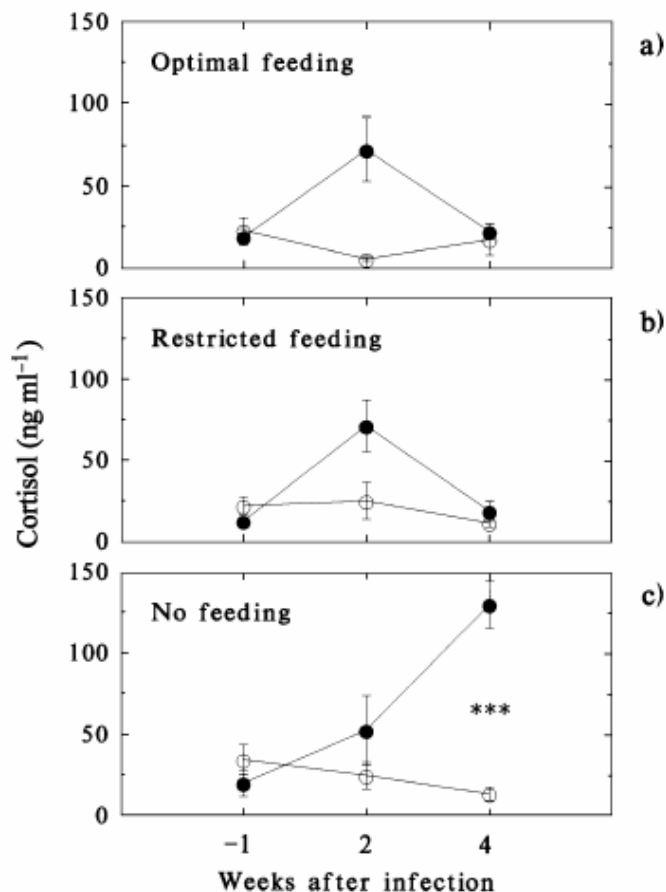 150
a)
Optimal feeding
100
50
0
150
b)
Restricted feeding
100
50
0
Cortisol (ng ml⁻¹)
150
c)
No feeding
100
***
50
0
−1 2 4
Weeks after infection